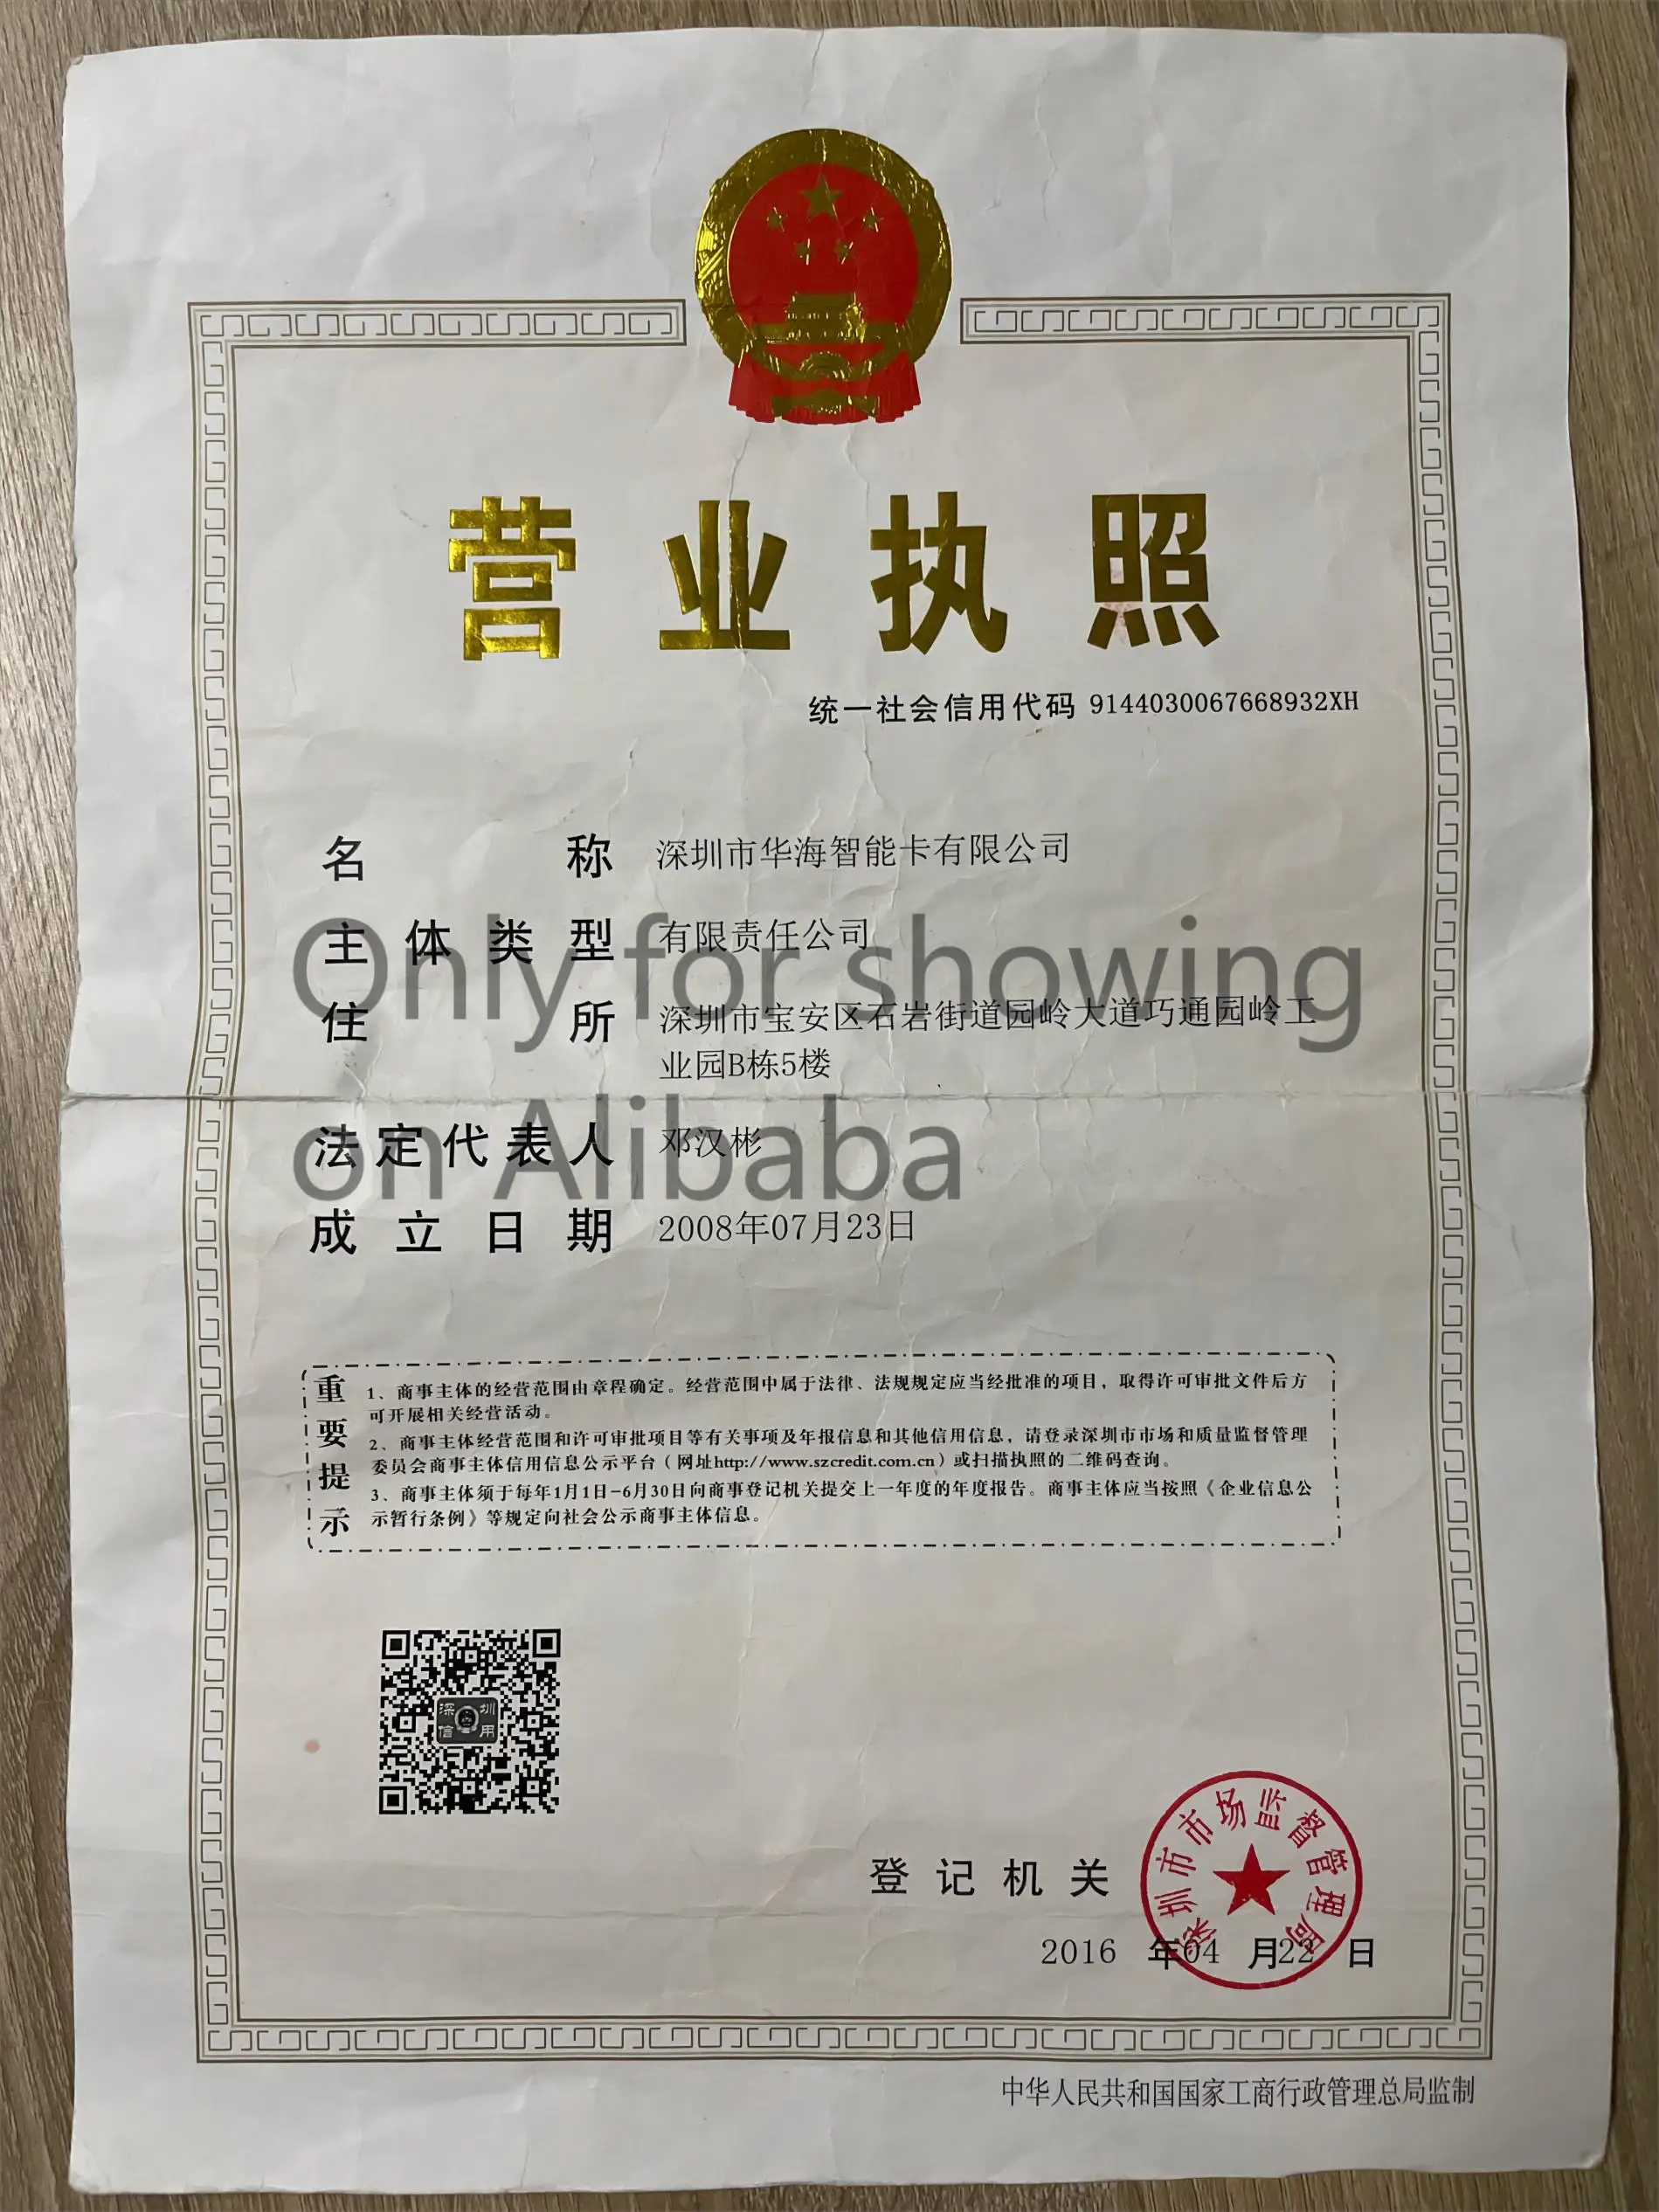 营业执照
统一社会信用代码 9144030067668932XH
名称 深圳市华海智能卡有限公司
主体类型 有限责任公司
Only for showing
住所 深圳市宝安区石岩街道园岭大道巧通园岭工
业园B栋5楼
法定代表人 邓汉彬
on Alibaba
成立日期 2008年07月23日
重要提示
1、商事主体的经营范围由章程确定。经营范围中属于法律、法规规定应当经批准的项目，取得许可审批文件后方
可开展相关经营活动。
2、商事主体经营范围和许可审批项目等有关事项及年报信息和其他信用信息，请登录深圳市市场和质量监督管理
委员会商事主体信用信息公示平台（网址http://www.szcredit.com.cn）或扫描执照的二维码查询。
3、商事主体须于每年1月1日-6月30日向商事登记机关提交上一年度的年度报告。商事主体应当按照《企业信息公
示暂行条例》等规定向社会公示商事主体信息。
深圳
信用
登记机关
深圳市市场监督管理局
2016 年04 月22 日
中华人民共和国国家工商行政管理总局监制